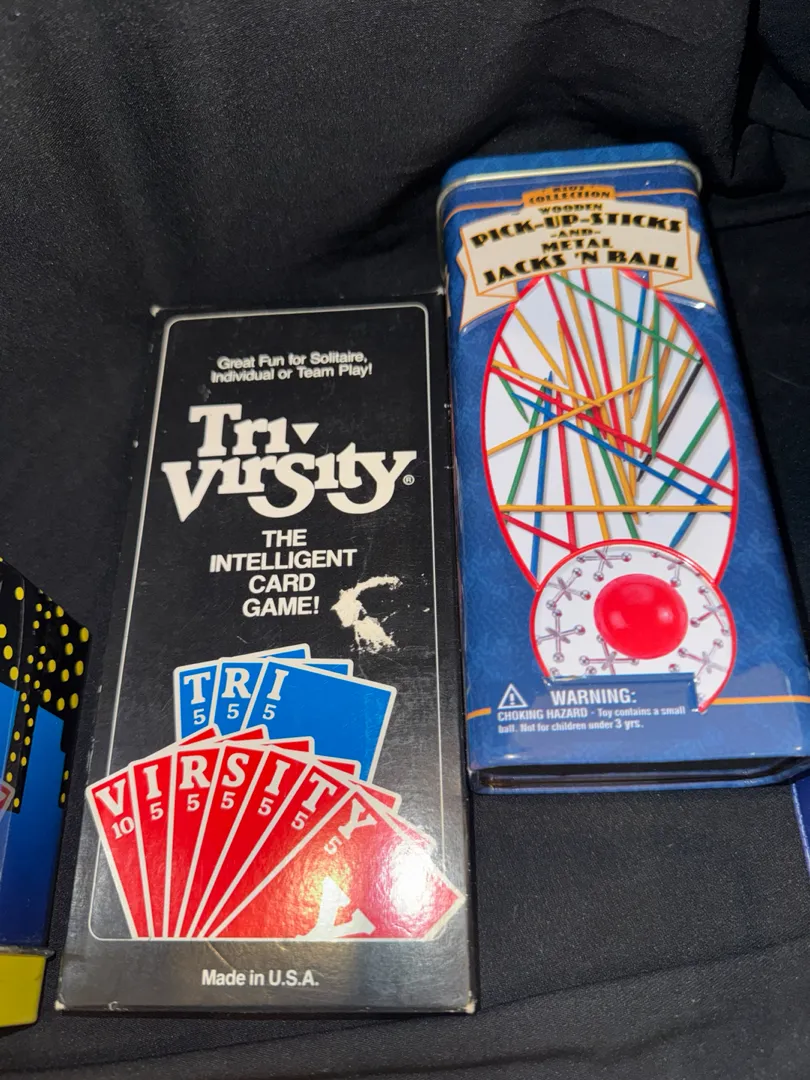 Great Fun for Solitaire,
Individual or Team Play!
Tri-
Virsity®
THE
INTELLIGENT
CARD
GAME!
T R I
5 5 5
V I R S I T Y
10 5 5 5 5 5 5
Y
Made in U.S.A.
COLLECTION
WOODEN
PICK-UP-STICKS
-AND-
METAL
JACKS 'N BALL
WARNING:
CHOKING HAZARD - Toy contains a small
ball. Not for children under 3 yrs.